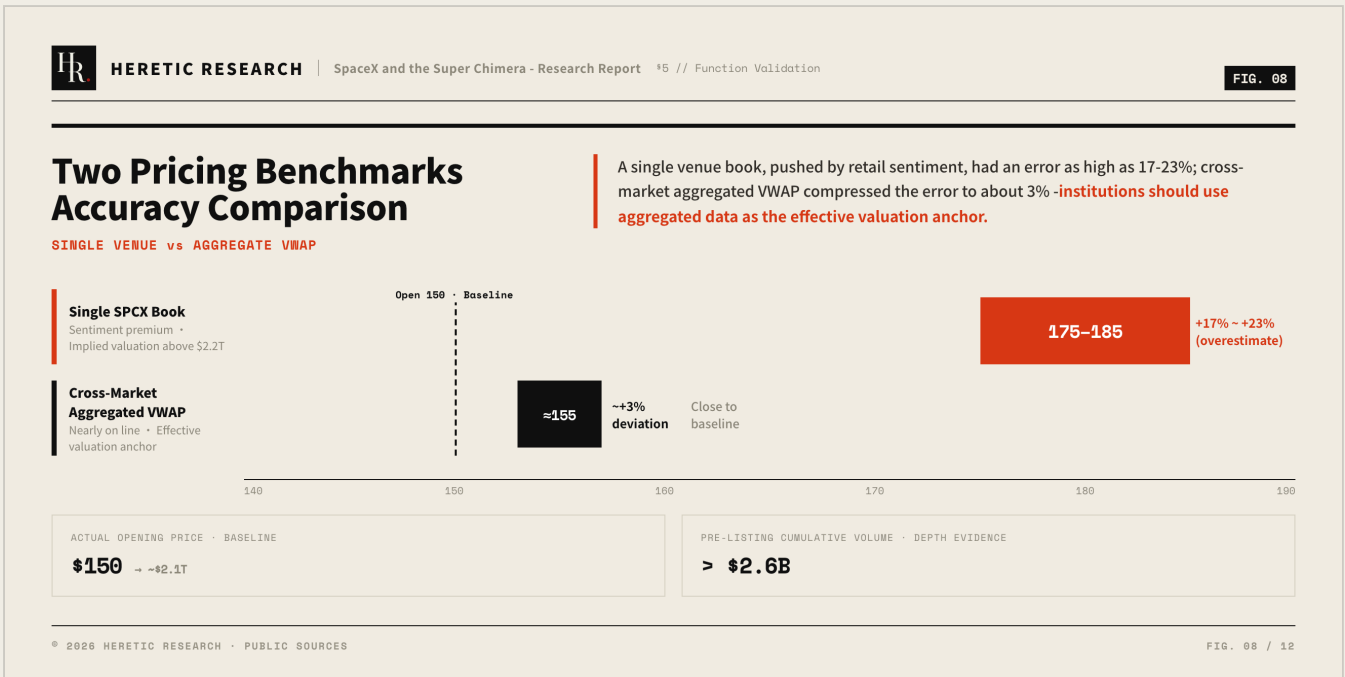 HR.
HERETIC RESEARCH
SpaceX and the Super Chimera - Research Report
§5 // Function Validation
FIG. 08
Two Pricing Benchmarks
Accuracy Comparison
SINGLE VENUE vs AGGREGATE VWAP
A single venue book, pushed by retail sentiment, had an error as high as 17-23%; cross-
market aggregated VWAP compressed the error to about 3% -institutions should use
aggregated data as the effective valuation anchor.
Open 150 · Baseline
Single SPCX Book
Sentiment premium ·
Implied valuation above $2.2T
175–185
+17% ~ +23%
(overestimate)
Cross-Market
Aggregated VWAP
Nearly on line · Effective
valuation anchor
≈155
~+3%
deviation
Close to
baseline
140 150 160 170 180 190
ACTUAL OPENING PRICE · BASELINE
$150 → ~$2.1T
PRE-LISTING CUMULATIVE VOLUME · DEPTH EVIDENCE
> $2.6B
© 2026 HERETIC RESEARCH · PUBLIC SOURCES
FIG. 08 / 12